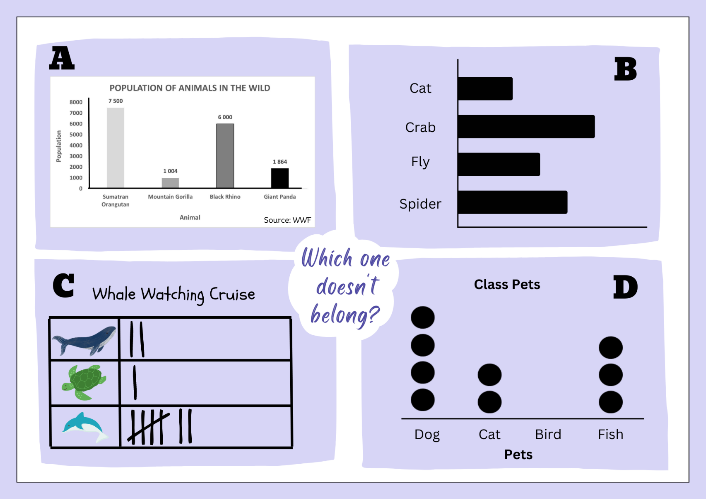 A
POPULATION OF ANIMALS IN THE WILD
Population
8000
7000
6000
5000
4000
3000
2000
1000
0
7 500
1 004
6 000
1 864
Sumatran
Orangutan
Mountain Gorilla
Black Rhino
Giant Panda
Animal
Source: WWF
B
Cat
Crab
Fly
Spider
Which one
doesn't
belong?
C
Whale Watching Cruise
D
Class Pets
Dog
Cat
Bird
Fish
Pets